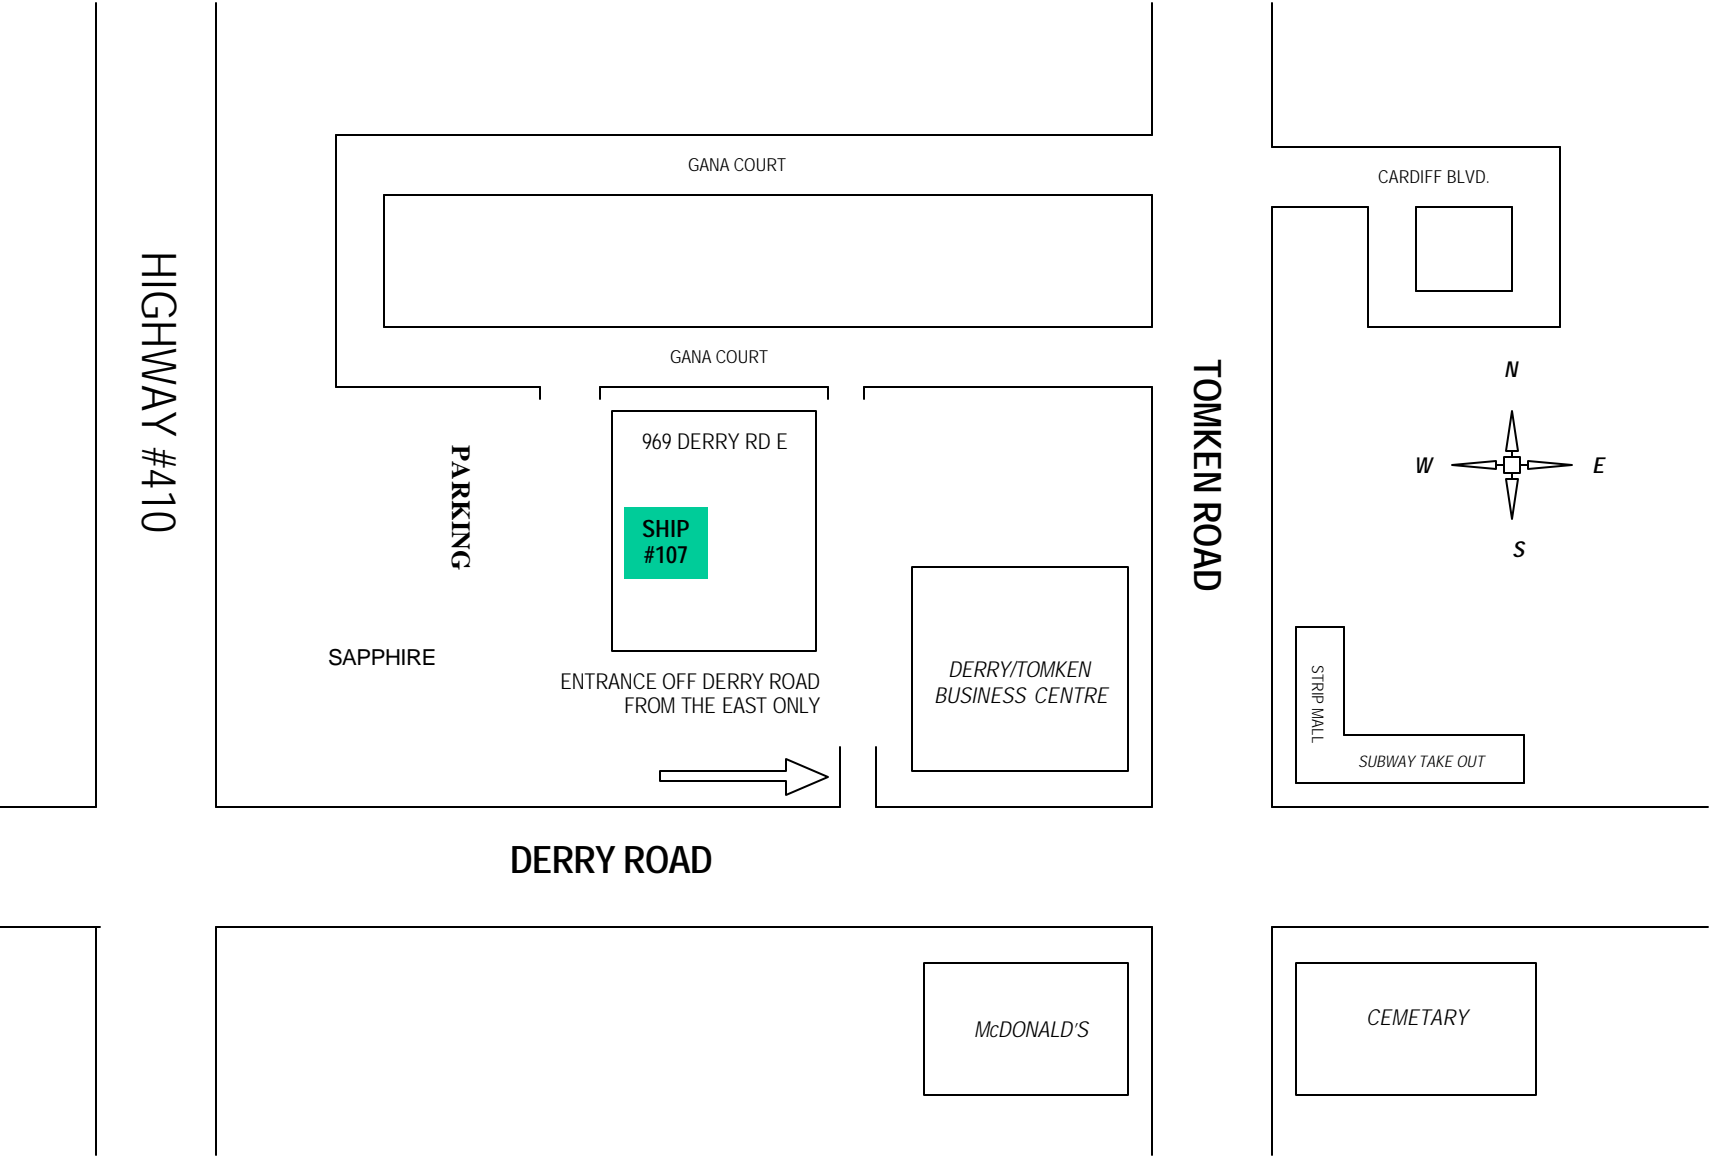 GANA COURT
CARDIFF BLVD.
HIGHWAY #410
GANA COURT
TOMKEN ROAD
N
W
E
S
969 DERRY RD E
PARKING
SHIP
#107
SAPPHIRE
ENTRANCE OFF DERRY ROAD
FROM THE EAST ONLY
DERRY/TOMKEN
BUSINESS CENTRE
STRIP MALL
SUBWAY TAKE OUT
DERRY ROAD
McDONALD'S
CEMETARY